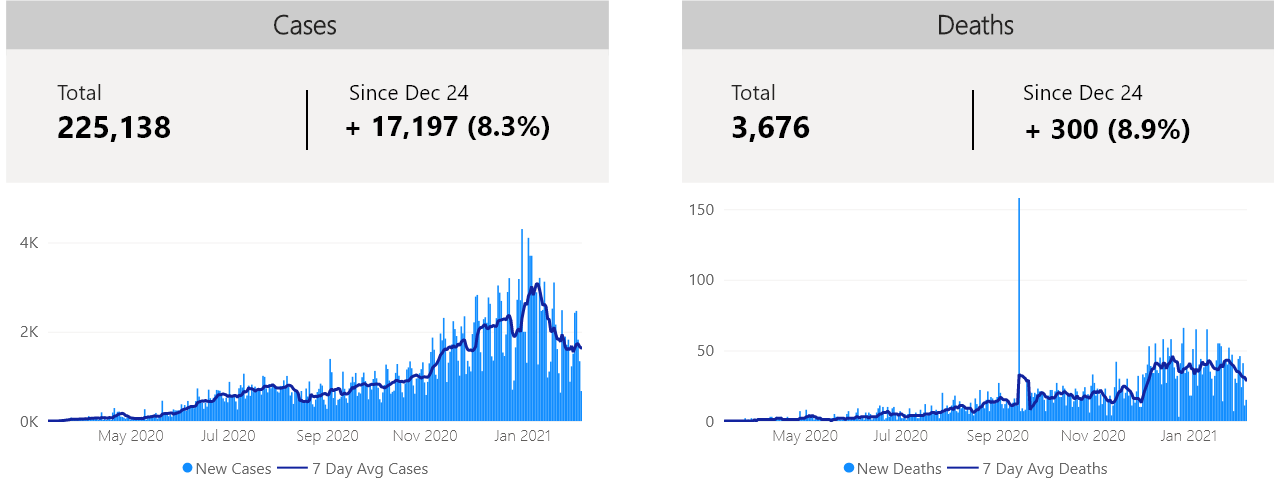 Cases
Total
225,138
Since Dec 24
+ 17,197 (8.3%)
4K
2K
0K
May 2020 Jul 2020 Sep 2020 Nov 2020 Jan 2021
New Cases 7 Day Avg Cases
Deaths
Total
3,676
Since Dec 24
+ 300 (8.9%)
150
100
50
0
May 2020 Jul 2020 Sep 2020 Nov 2020 Jan 2021
New Deaths 7 Day Avg Deaths